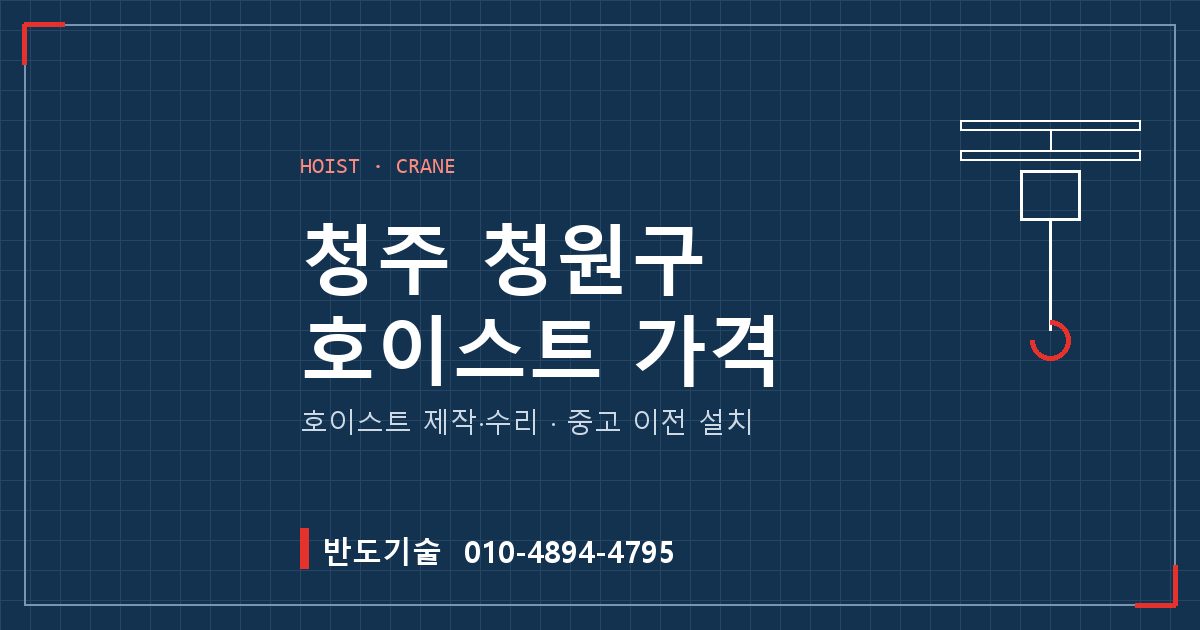 HOIST · CRANE
청주 청원구
호이스트 가격
호이스트 제작·수리 · 중고 이전 설치
반도기술 010-4894-4795